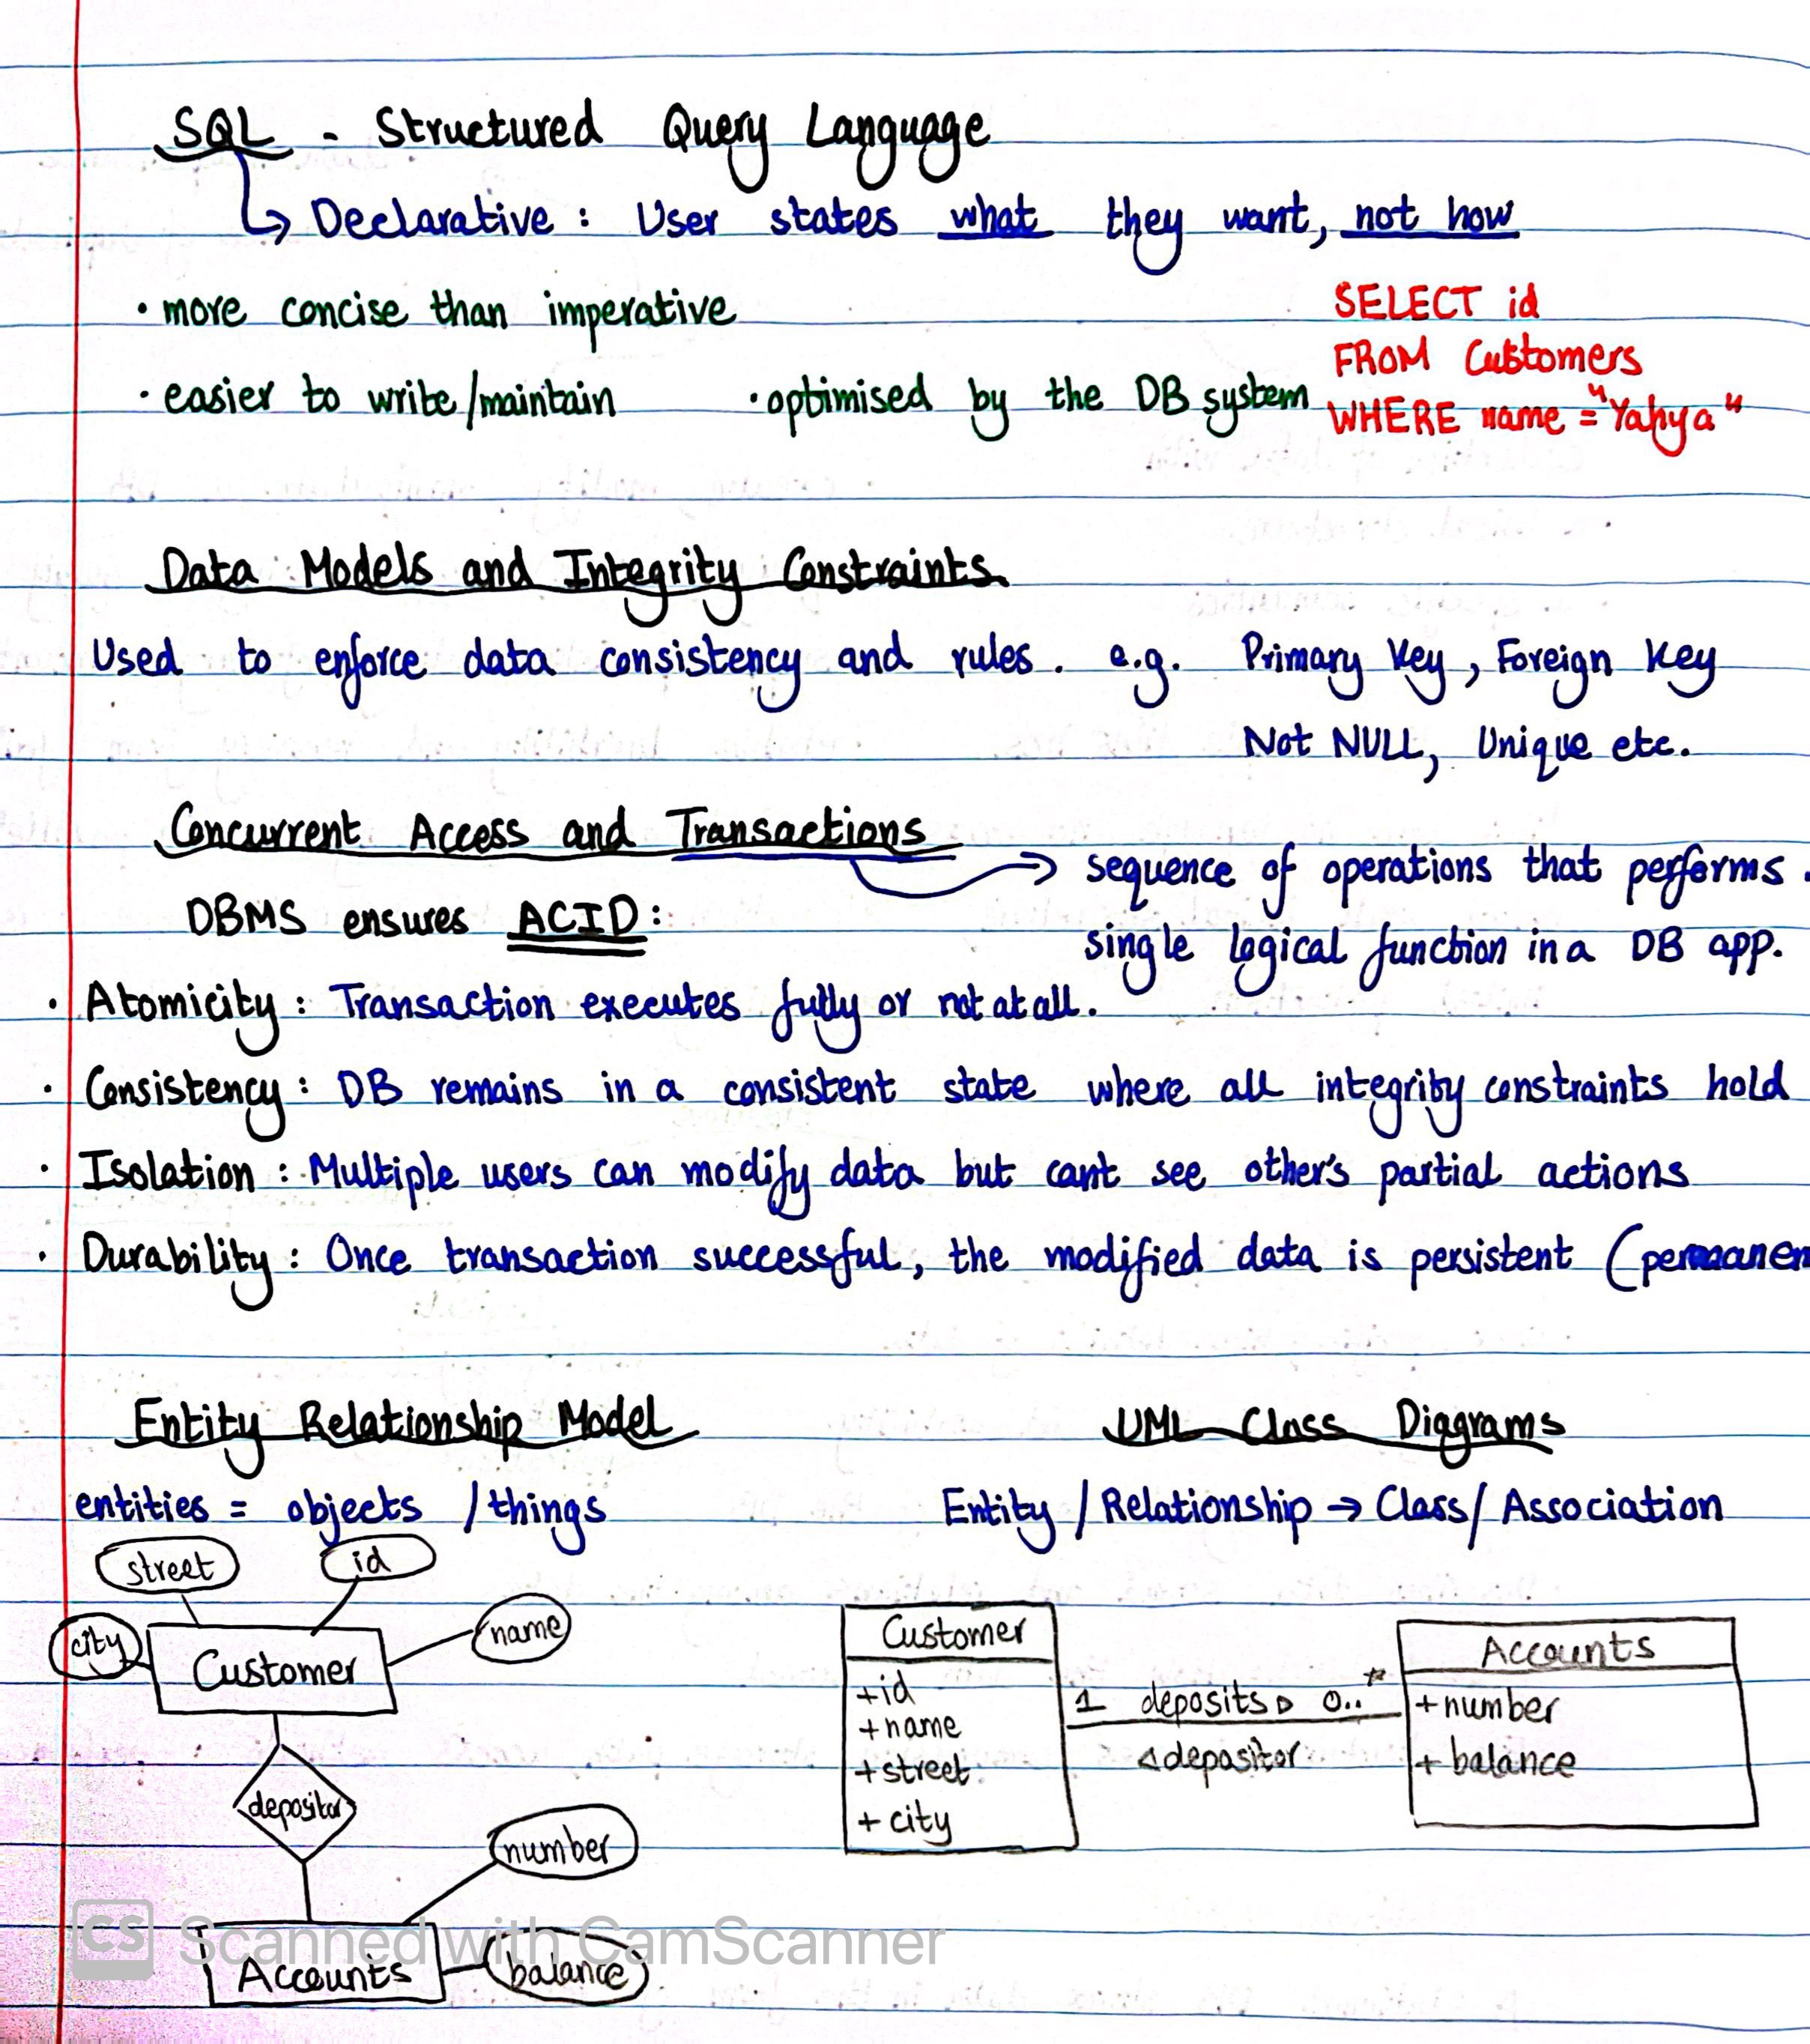 SQL - Structured Query Language
↳ Declarative : User states what they want, not how
· more concise than imperative
· easier to write/maintain · optimised by the DB system
SELECT id
FROM Customers
WHERE name = "Yahya"
Data Models and Integrity Constraints
Used to enforce data consistency and rules. e.g. Primary Key, Foreign Key
Not NULL, Unique etc.
Concurrent Access and Transactions
→ sequence of operations that performs
single logical function in a DB app.
DBMS ensures ACID:
· Atomicity : Transaction executes fully or not at all.
· Consistency : DB remains in a consistent state where all integrity constraints hold
· Isolation : Multiple users can modify data but cant see other's partial actions
· Durability : Once transaction successful, the modified data is persistent (permanen
Entity Relationship Model
entities = objects / things
street
id
city
name
Customer
depositor
number
Accounts
balance
UML Class Diagrams
Entity / Relationship → Class / Association
Customer
+id
+name
+street
+city
1 deposits ▷ 0..*
◁ depositor
Accounts
+number
+ balance
CS Scanned with CamScanner